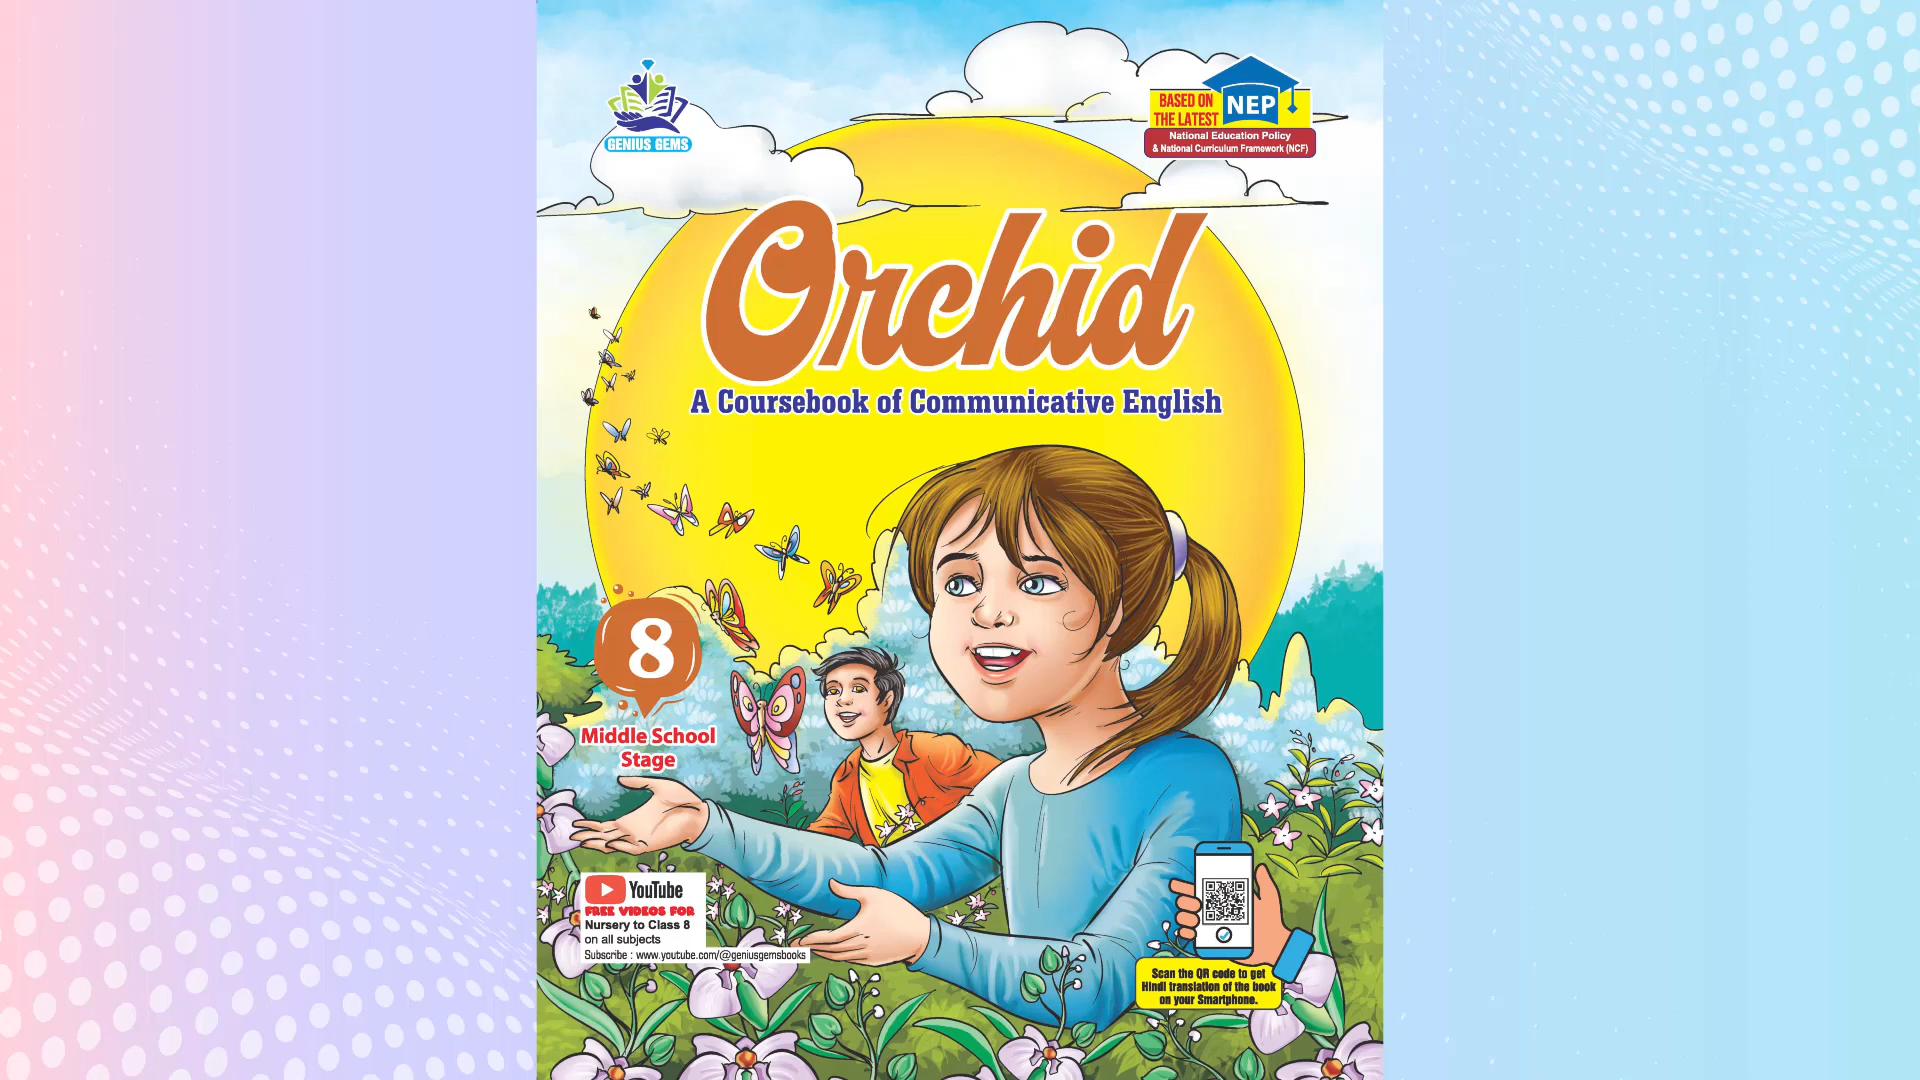 GENIUS GEMS
BASED ON
THE LATEST
NEP
National Education Policy
& National Curriculum Framework (NCF)
Orchid
A Coursebook of Communicative English
8
Middle School
Stage
YouTube
FREE VIDEOS FOR
Nursery to Class 8
on all subjects
Subscribe : www.youtube.com/@geniusgemsbooks
Scan the QR code to get
Hindi translation of the book
on your Smartphone.